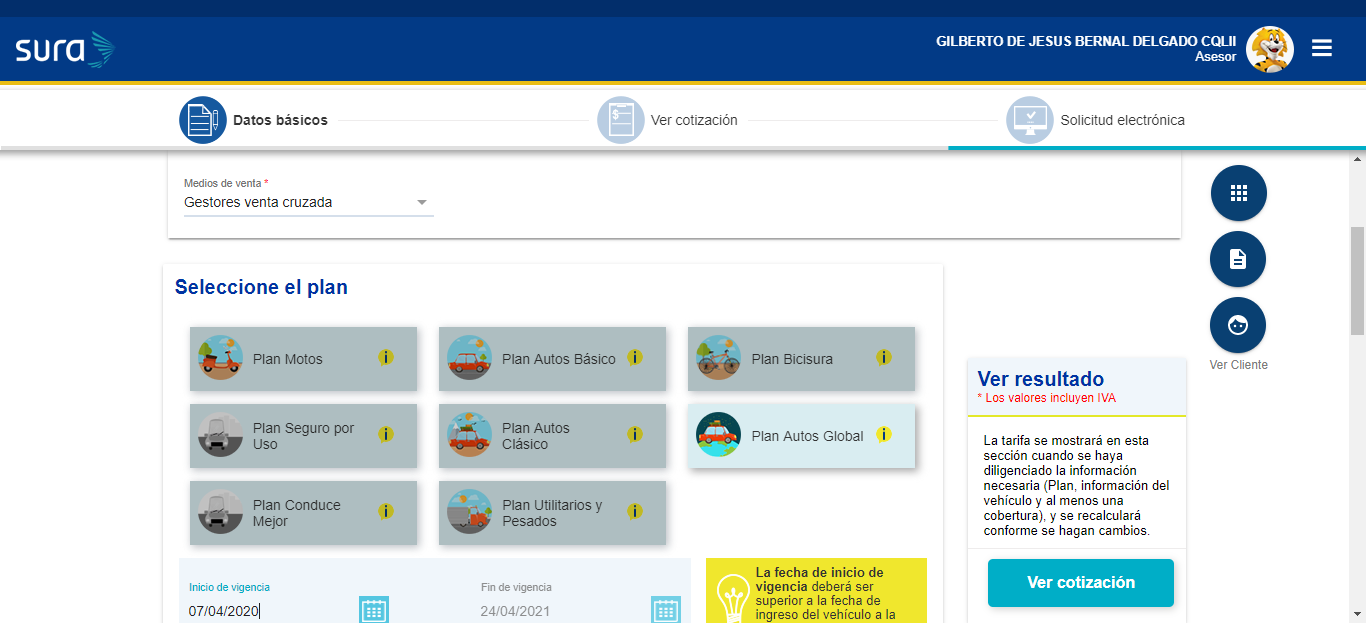 sura
GILBERTO DE JESUS BERNAL DELGADO CQLII
Asesor
Datos básicos
Ver cotización
Solicitud electrónica
Medios de venta *
Gestores venta cruzada
Seleccione el plan
Plan Motos
i
Plan Autos Básico
i
Plan Bicisura
i
Plan Seguro por
Uso
i
Plan Autos
Clásico
i
Plan Autos Global
i
Plan Conduce
Mejor
i
Plan Utilitarios y
Pesados
i
Inicio de vigencia
07/04/2020
Fin de vigencia
24/04/2021
La fecha de inicio de
vigencia deberá ser
superior a la fecha de
ingreso del vehículo a la
Ver resultado
* Los valores incluyen IVA
La tarifa se mostrará en esta
sección cuando se haya
diligenciado la información
necesaria (Plan, información del
vehículo y al menos una
cobertura), y se recalculará
conforme se hagan cambios.
Ver cotización
Ver Cliente